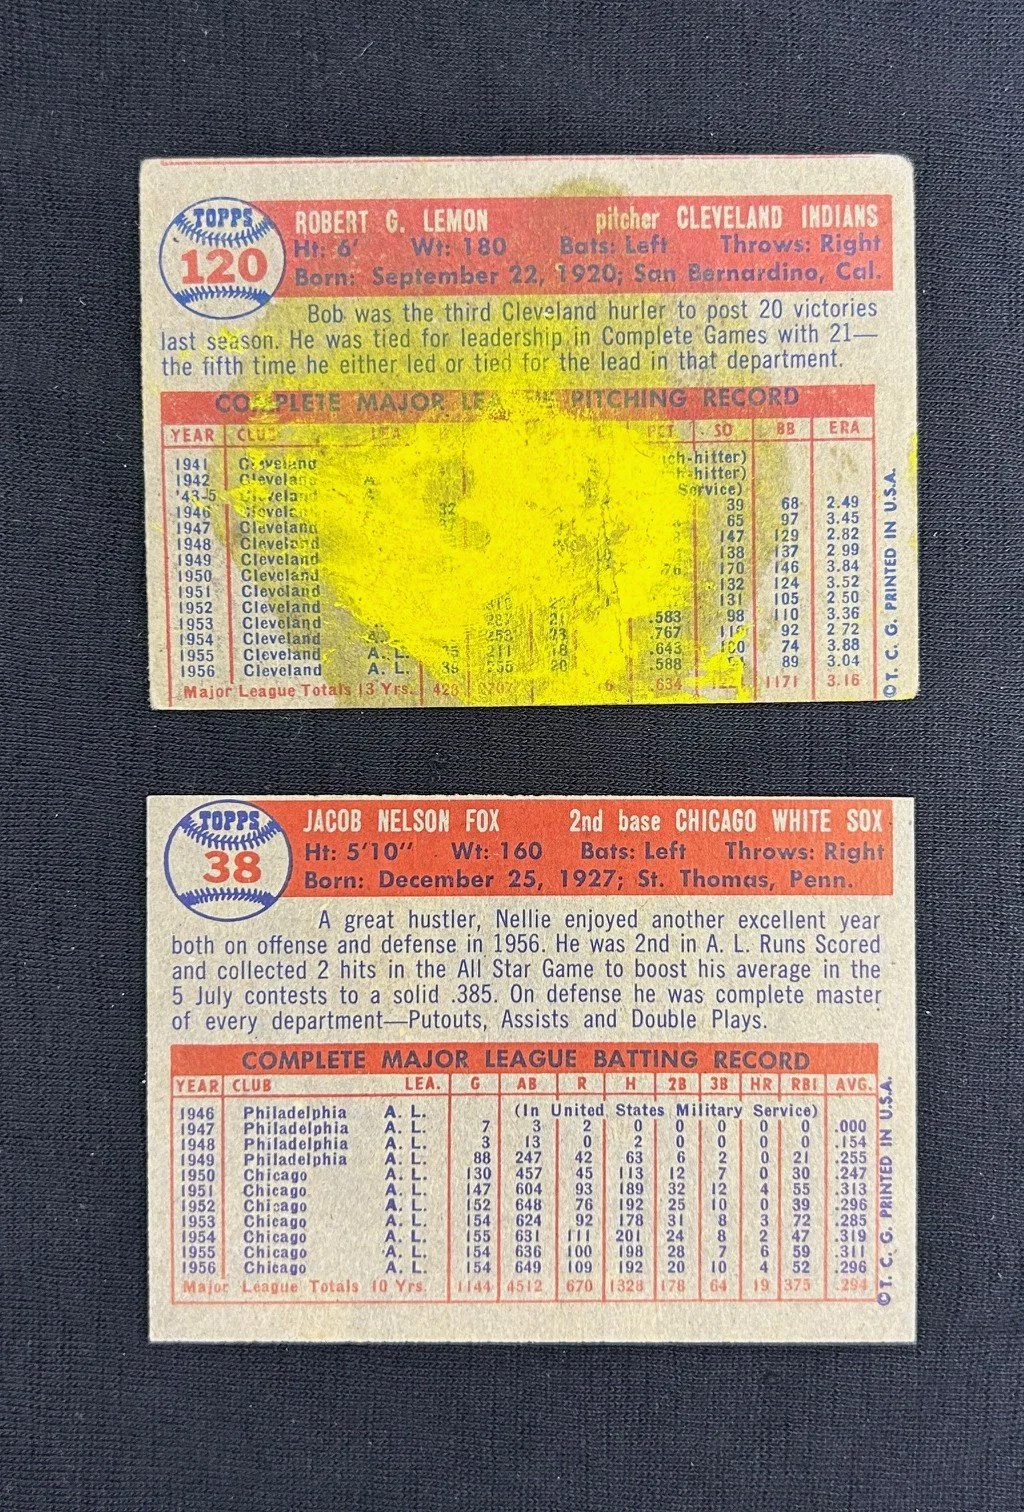 TOPPS
120
ROBERT G. LEMON pitcher CLEVELAND INDIANS
Ht: 6' Wt: 180 Bats: Left Throws: Right
Born: September 22, 1920; San Bernardino, Cal.
Bob was the third Cleveland hurler to post 20 victories
last season. He was tied for leadership in Complete Games with 21—
the fifth time he either led or tied for the lead in that department.
COMPLETE MAJOR PITCHING RECORD
YEAR CLUB LEA. PCT SO BB ERA
1941 Cleveland ch-hitter)
1942 Cleveland A. h-hitter)
'43-5 Cleveland Service)
1946 Cleveland 39 68 2.49
1947 Cleveland 65 97 3.45
1948 Cleveland 147 129 2.82
1949 Cleveland 138 137 2 99
1950 Cleveland 170 146 3.84
1951 Cleveland 132 124 3.52
1952 Cleveland 131 105 2.50
1953 Cleveland .583 98 110 3.36
1954 Cleveland .767 92 2 72
1955 Cleveland A. L. 211 18 .643 100 74 3.88
1956 Cleveland A. L. 20 .588 89 3.04
Major League Totals 13 Yrs. 634 1171 3.16
© T. C. G. PRINTED IN U.S.A.
TOPPS
38
JACOB NELSON FOX 2nd base CHICAGO WHITE SOX
Ht: 5'10" Wt: 160 Bats: Left Throws: Right
Born: December 25, 1927; St. Thomas, Penn.
A great hustler, Nellie enjoyed another excellent year
both on offense and defense in 1956. He was 2nd in A. L. Runs Scored
and collected 2 hits in the All Star Game to boost his average in the
5 July contests to a solid .385. On defense he was complete master
of every department—Putouts, Assists and Double Plays.
COMPLETE MAJOR LEAGUE BATTING RECORD
YEAR CLUB LEA. G AB R H 2B 3B HR RBI AVG.
1946 Philadelphia A. L. (In United States Military Service)
1947 Philadelphia A. L. 7 3 2 0 0 0 0 0 .000
1948 Philadelphia A. L. 3 13 0 2 0 0 0 0 .154
1949 Philadelphia A. L. 88 247 42 63 6 2 0 21 .255
1950 Chicago A. L. 130 457 45 113 12 7 0 30 .247
1951 Chicago A. L. 147 604 93 189 32 12 4 55 .313
1952 Chicago A. L. 152 648 76 192 25 10 0 39 .296
1953 Chicago A. L. 154 624 92 178 31 8 3 72 .285
1954 Chicago A. L. 155 631 111 201 24 8 2 47 .319
1955 Chicago A. L. 154 636 100 198 28 7 6 59 .311
1956 Chicago A. L. 154 649 109 192 20 10 4 52 .296
Major League Totals 10 Yrs. 1144 4512 670 1328 178 64 19 375 .294
© T. C. G. PRINTED IN U.S.A.